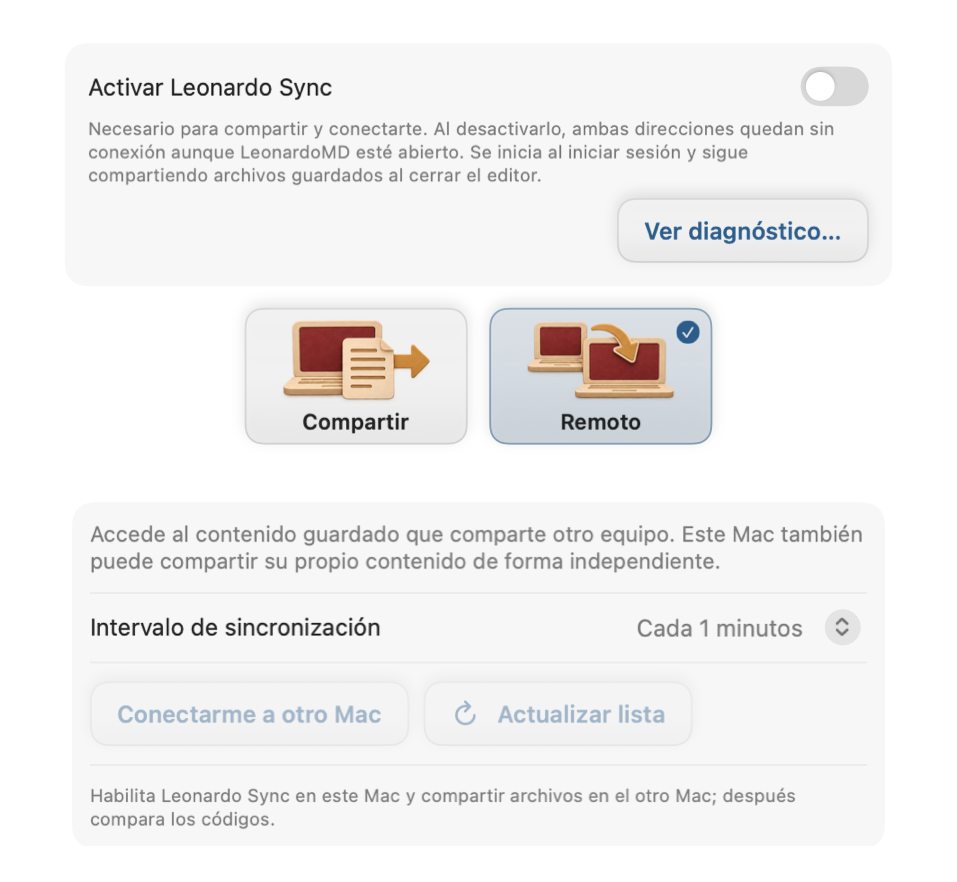 Activar Leonardo Sync
Necesario para compartir y conectarte. Al desactivarlo, ambas direcciones quedan sin
conexión aunque LeonardoMD esté abierto. Se inicia al iniciar sesión y sigue
compartiendo archivos guardados al cerrar el editor.
Ver diagnóstico...
Compartir
Remoto
Accede al contenido guardado que comparte otro equipo. Este Mac también
puede compartir su propio contenido de forma independiente.
Intervalo de sincronización
Cada 1 minutos
Conectarme a otro Mac
Actualizar lista
Habilita Leonardo Sync en este Mac y compartir archivos en el otro Mac; después
compara los códigos.